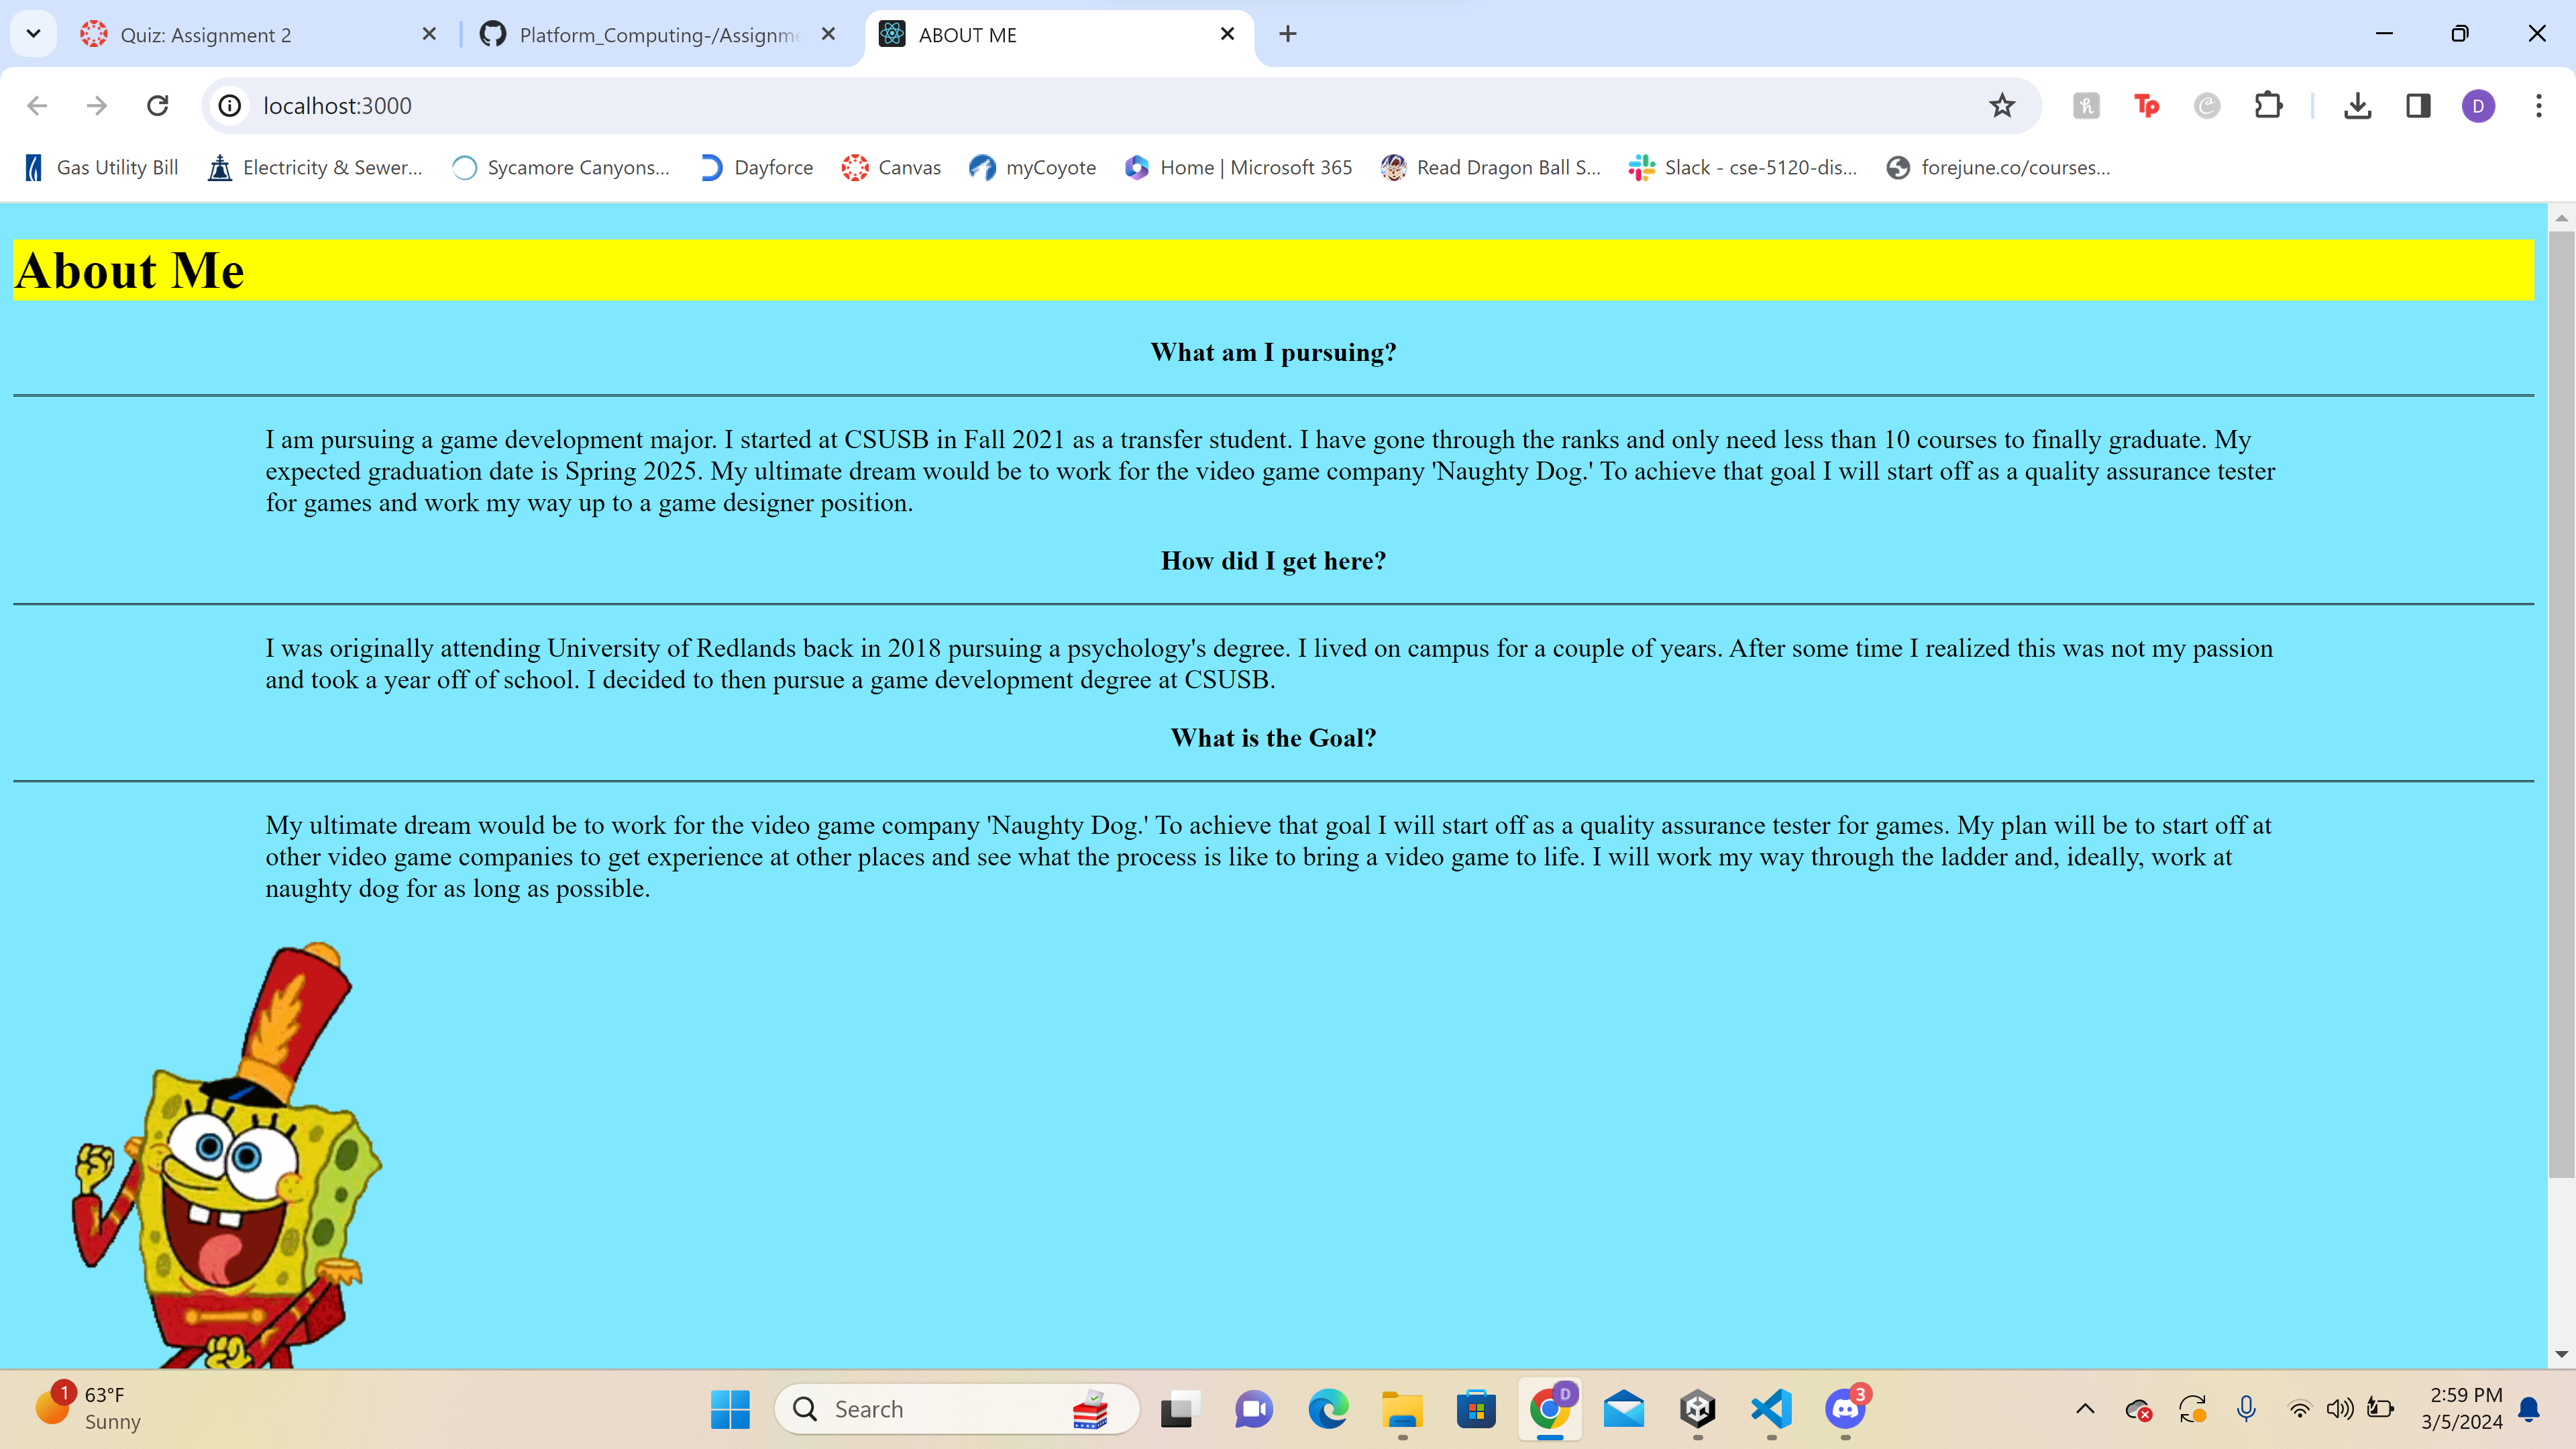 Quiz: Assignment 2
Platform_Computing-/Assignme
ABOUT ME
localhost:3000
Tp
D
Gas Utility Bill
Electricity & Sewer...
Sycamore Canyons...
Dayforce
Canvas
myCoyote
Home | Microsoft 365
Read Dragon Ball S...
Slack - cse-5120-dis...
forejune.co/courses...
About Me
What am I pursuing?
I am pursuing a game development major. I started at CSUSB in Fall 2021 as a transfer student. I have gone through the ranks and only need less than 10 courses to finally graduate. My
expected graduation date is Spring 2025. My ultimate dream would be to work for the video game company 'Naughty Dog.' To achieve that goal I will start off as a quality assurance tester
for games and work my way up to a game designer position.
How did I get here?
I was originally attending University of Redlands back in 2018 pursuing a psychology's degree. I lived on campus for a couple of years. After some time I realized this was not my passion
and took a year off of school. I decided to then pursue a game development degree at CSUSB.
What is the Goal?
My ultimate dream would be to work for the video game company 'Naughty Dog.' To achieve that goal I will start off as a quality assurance tester for games. My plan will be to start off at
other video game companies to get experience at other places and see what the process is like to bring a video game to life. I will work my way through the ladder and, ideally, work at
naughty dog for as long as possible.
1
63°F
Sunny
Search
D
3
2:59 PM
3/5/2024